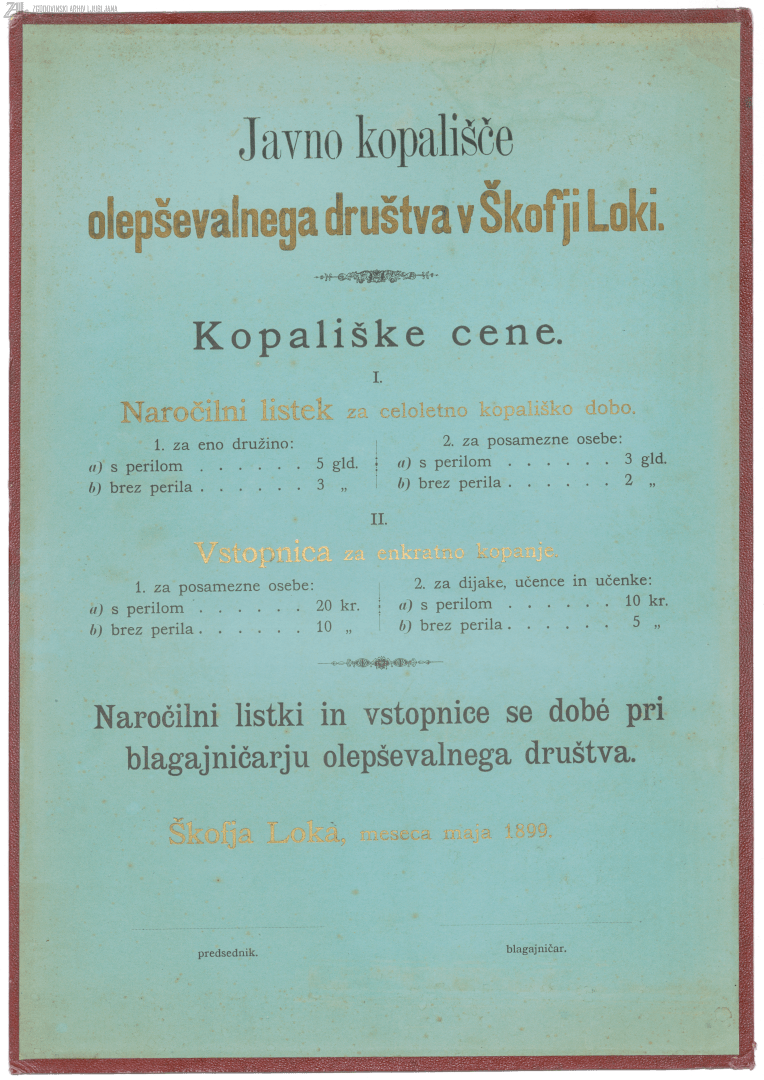 ZGODOVINSKI ARHIV LJUBLJANA
Javno kopališče
olepševalnega društva v Škofji Loki.
Kopališke cene.
I.
Naročilni listek za celoletno kopališko dobo.
1. za eno družino:
a) s perilom . . . . . . 5 gld.
b) brez perila . . . . . . 3 „
2. za posamezne osebe:
a) s perilom . . . . . . 3 gld.
b) brez perila . . . . . . 2 „
II.
Vstopnica za enkratno kopanje.
1. za posamezne osebe:
a) s perilom . . . . . . 20 kr.
b) brez perila . . . . . . 10 „
2. za dijake, učence in učenke:
a) s perilom . . . . . . 10 kr.
b) brez perila . . . . . . 5 „
Naročilni listki in vstopnice se dobé pri
blagajničarju olepševalnega društva.
Škofja Loka, meseca maja 1899.
predsednik.
blagajničar.